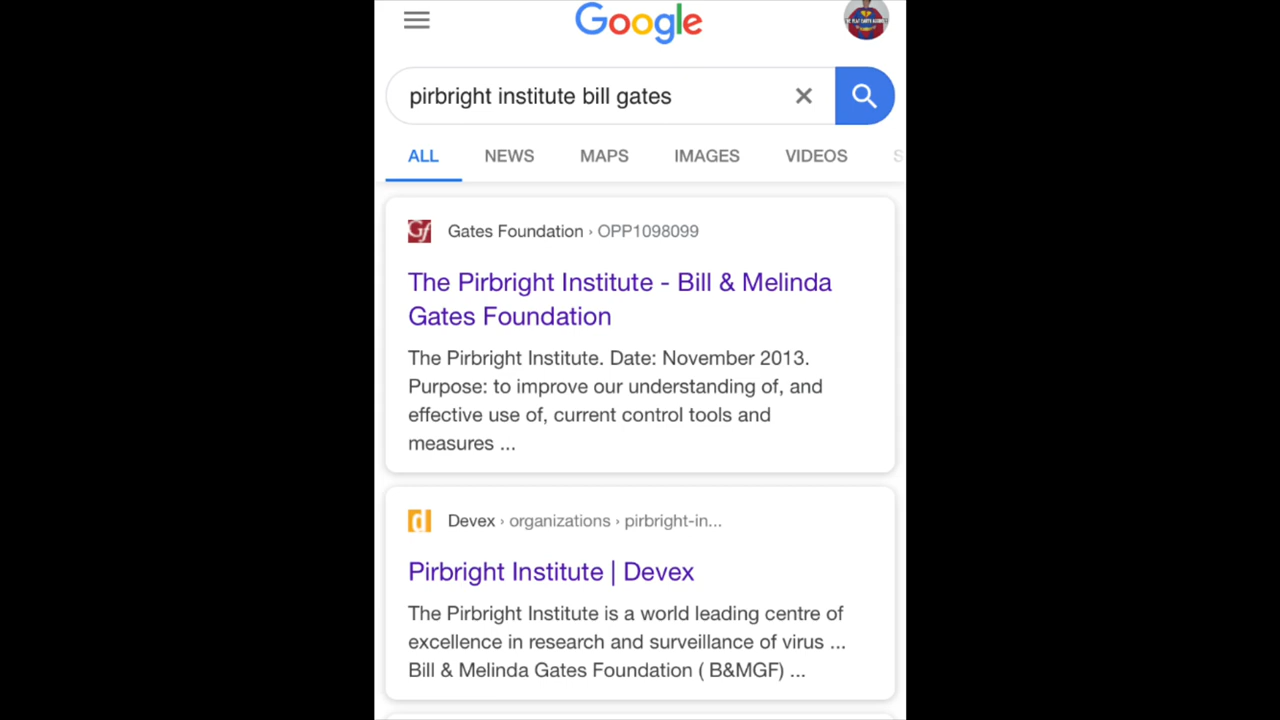 Google
pirbright institute bill gates
ALL NEWS MAPS IMAGES VIDEOS S
Gf Gates Foundation › OPP1098099
The Pirbright Institute - Bill & Melinda
Gates Foundation
The Pirbright Institute. Date: November 2013.
Purpose: to improve our understanding of, and
effective use of, current control tools and
measures ...
d Devex › organizations › pirbright-in...
Pirbright Institute | Devex
The Pirbright Institute is a world leading centre of
excellence in research and surveillance of virus ...
Bill & Melinda Gates Foundation ( B&MGF) ...